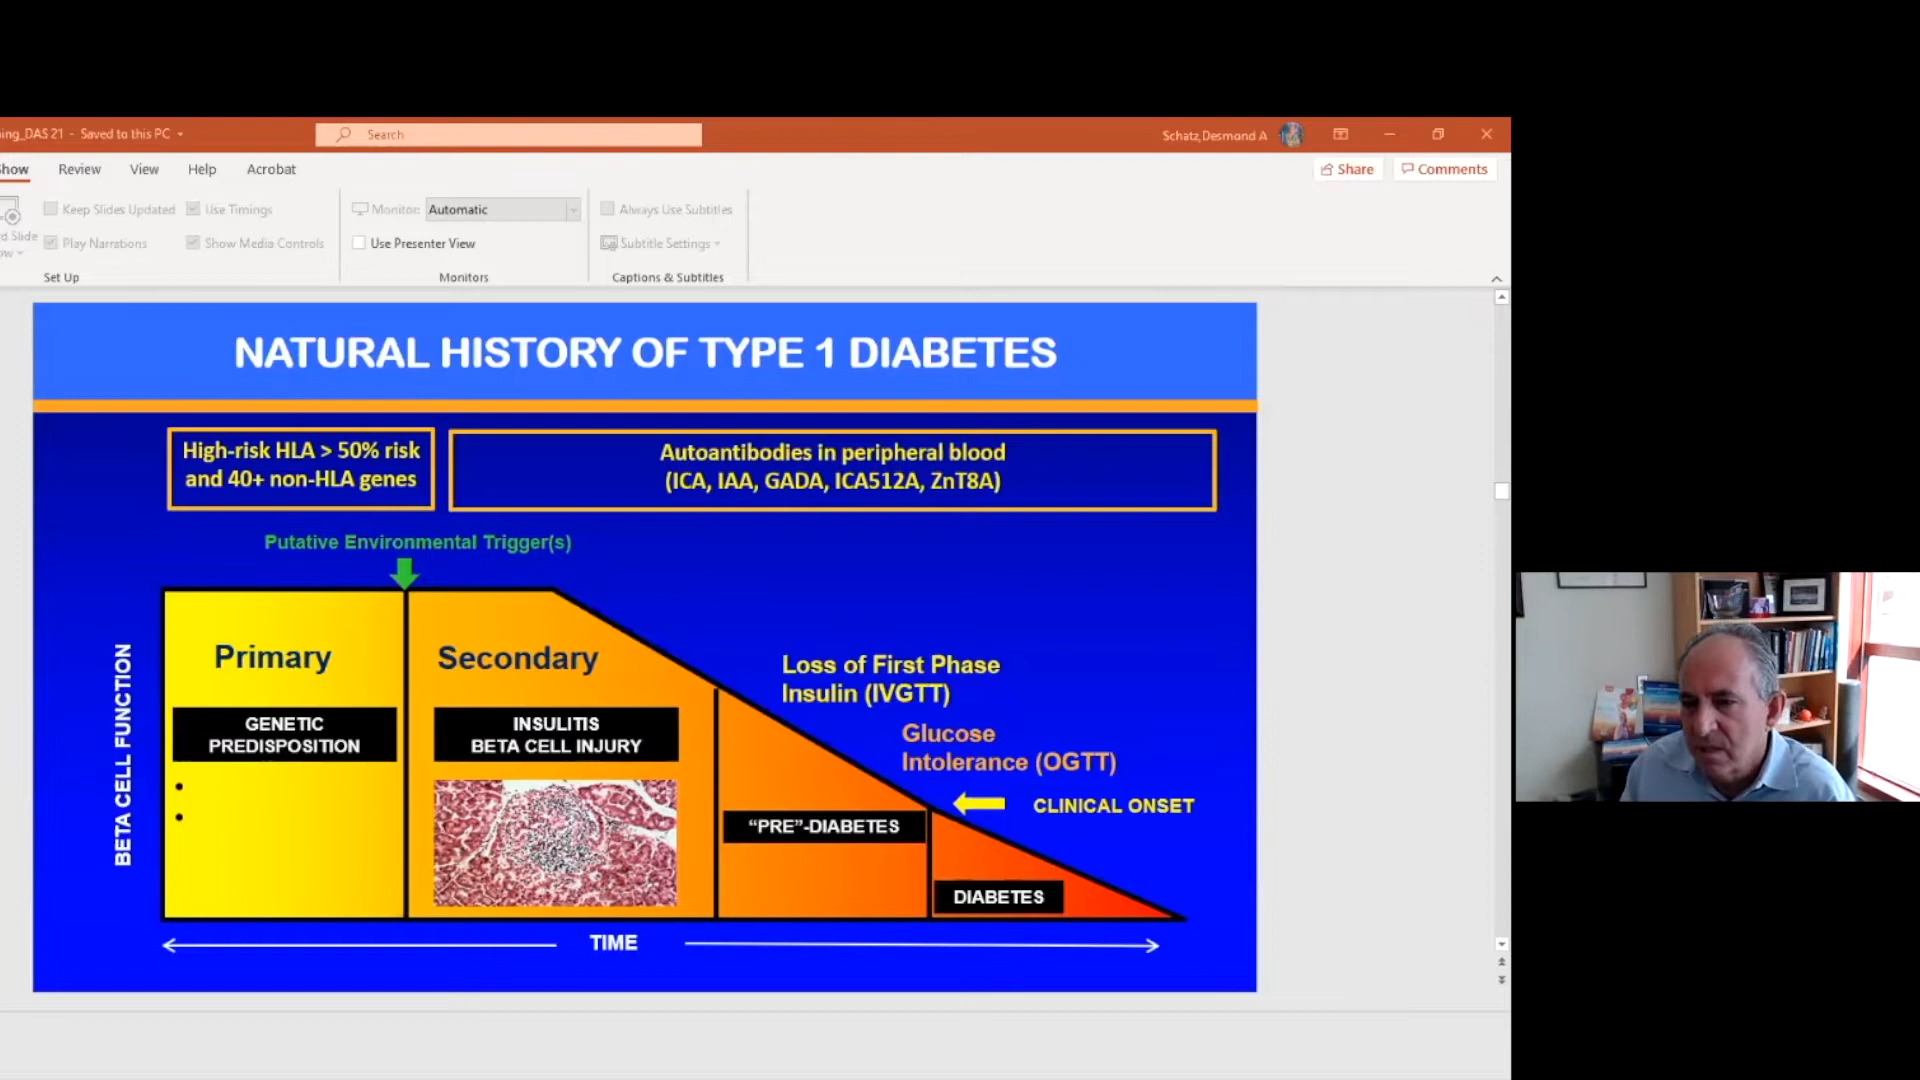 ing_DAS 21 - Saved to this PC
Search
Schatz,Desmond A
Show
Review
View
Help
Acrobat
Share
Comments
Keep Slides Updated
Use Timings
Monitor:
Automatic
Always Use Subtitles
d Slide
Play Narrations
Show Media Controls
Use Presenter View
Subtitle Settings
Set Up
Monitors
Captions & Subtitles
NATURAL HISTORY OF TYPE 1 DIABETES
High-risk HLA > 50% risk
and 40+ non-HLA genes
Autoantibodies in peripheral blood
(ICA, IAA, GADA, ICA512A, ZnT8A)
Putative Environmental Trigger(s)
BETA CELL FUNCTION
Primary
Secondary
GENETIC
PREDISPOSITION
INSULITIS
BETA CELL INJURY
Loss of First Phase
Insulin (IVGTT)
Glucose
Intolerance (OGTT)
CLINICAL ONSET
“PRE”-DIABETES
DIABETES
TIME